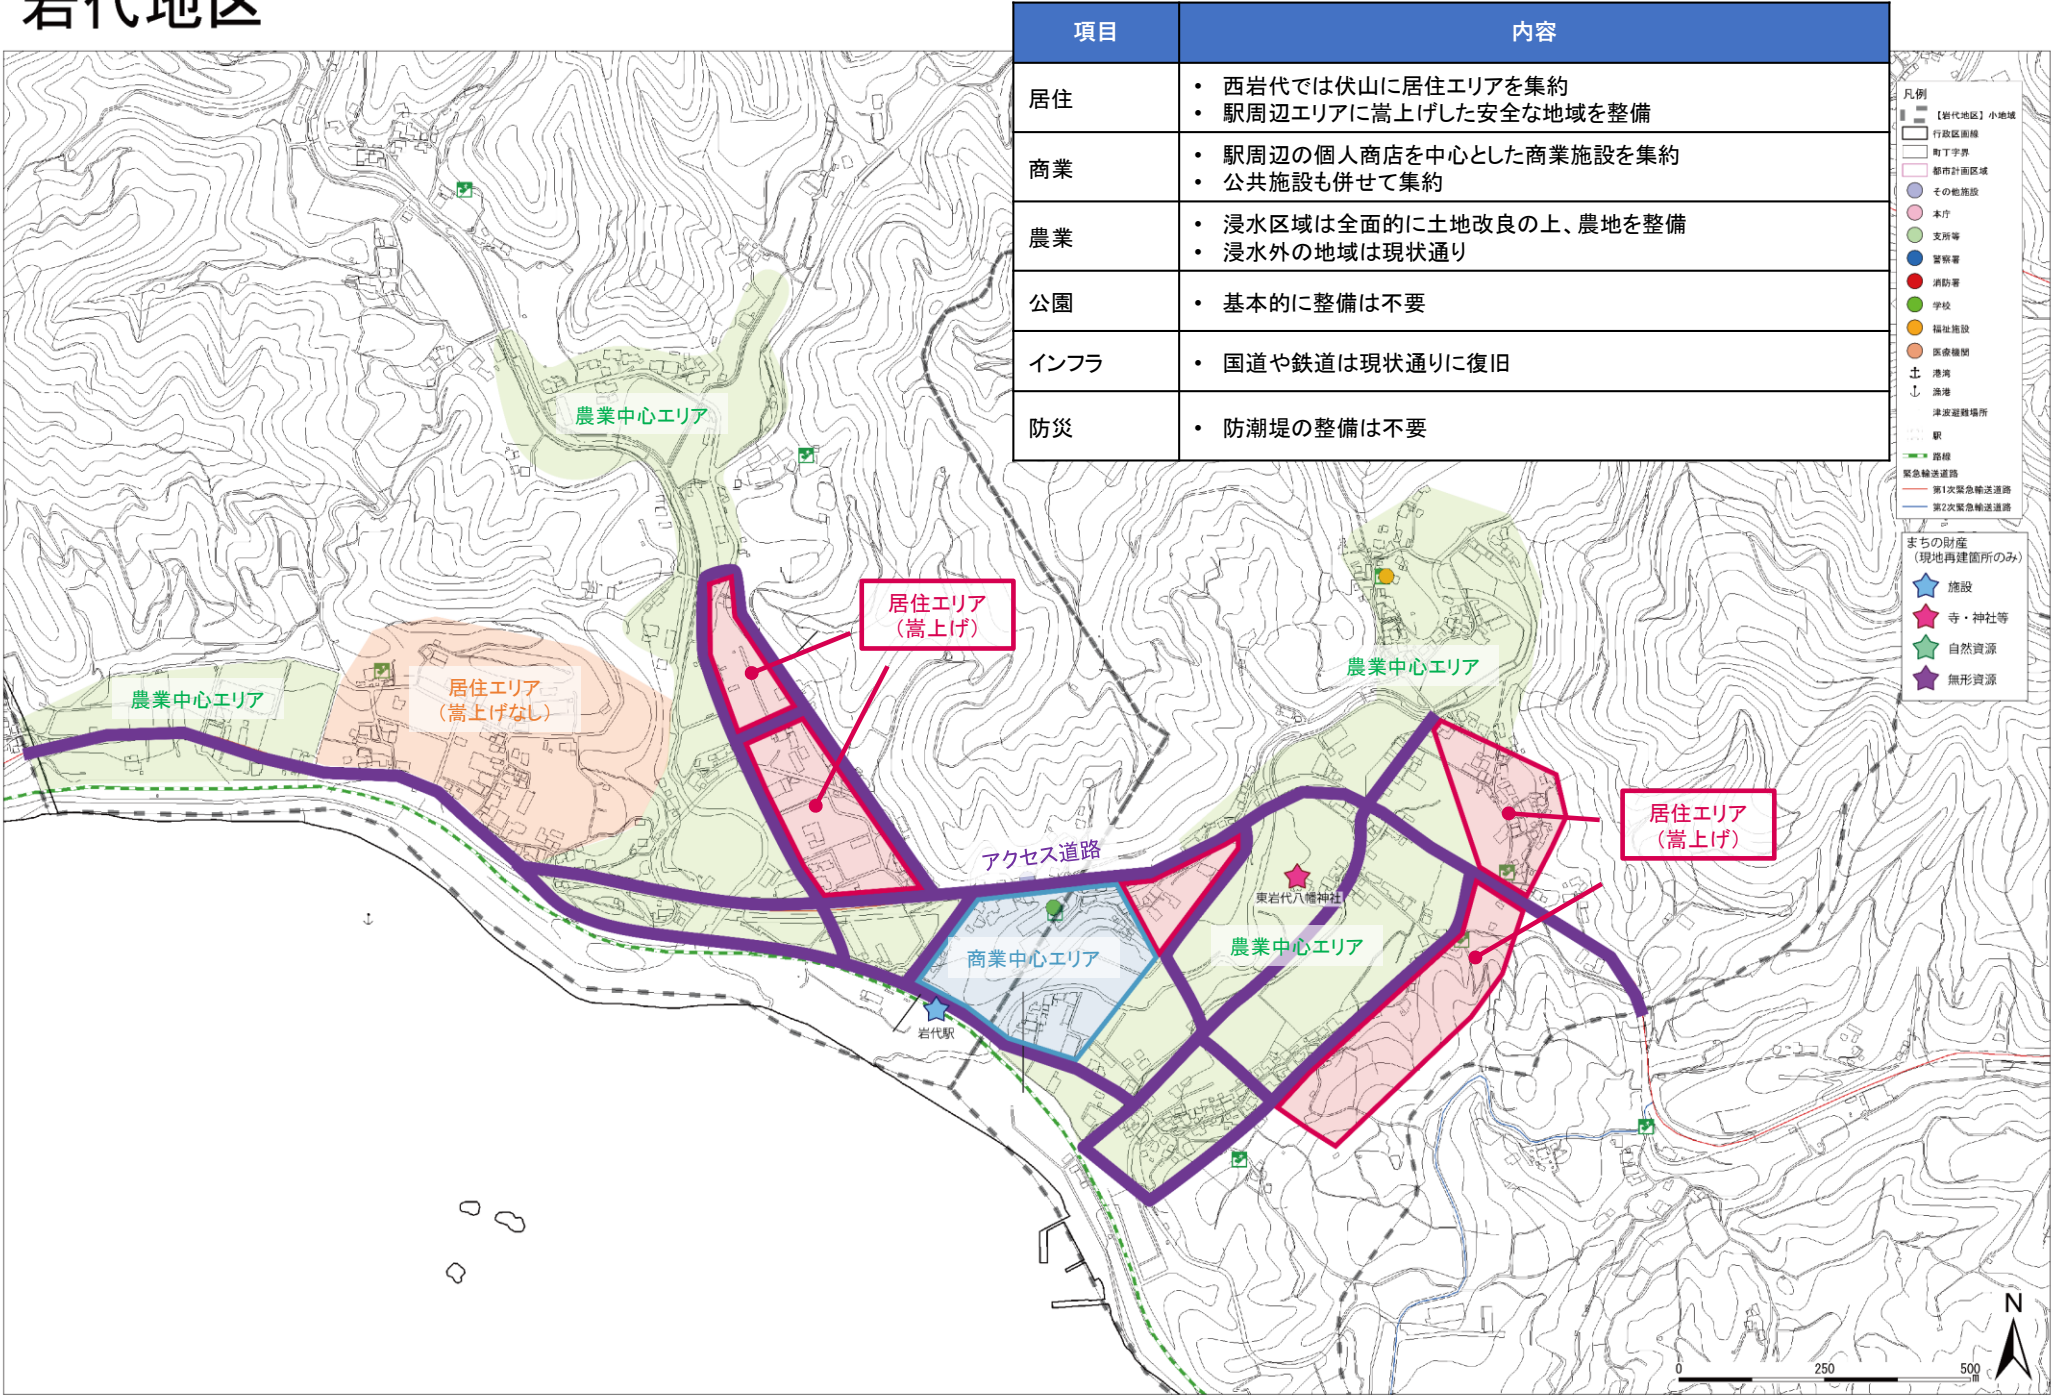 岩代地区
項目
内容
居住
• 西岩代では伏山に居住エリアを集約
• 駅周辺エリアに嵩上げした安全な地域を整備
商業
• 駅周辺の個人商店を中心とした商業施設を集約
• 公共施設も併せて集約
農業
• 浸水区域は全面的に土地改良の上、農地を整備
• 浸水外の地域は現状通り
公園
• 基本的に整備は不要
インフラ
• 国道や鉄道は現状通りに復旧
防災
• 防潮堤の整備は不要
凡例
【岩代地区】小地域
行政区画線
町丁字界
都市計画区域
その他施設
本庁
支所等
警察署
消防署
学校
福祉施設
医療機関
港湾
漁港
津波避難場所
駅
路線
緊急輸送道路
第1次緊急輸送道路
第2次緊急輸送道路
まちの財産
(現地再建箇所のみ)
施設
寺・神社等
自然資源
無形資源
農業中心エリア
居住エリア
(嵩上げ)
農業中心エリア
農業中心エリア
居住エリア
(嵩上げなし)
居住エリア
(嵩上げ)
アクセス道路
東岩代八幡神社
農業中心エリア
商業中心エリア
岩代駅
N
0 250 500
m